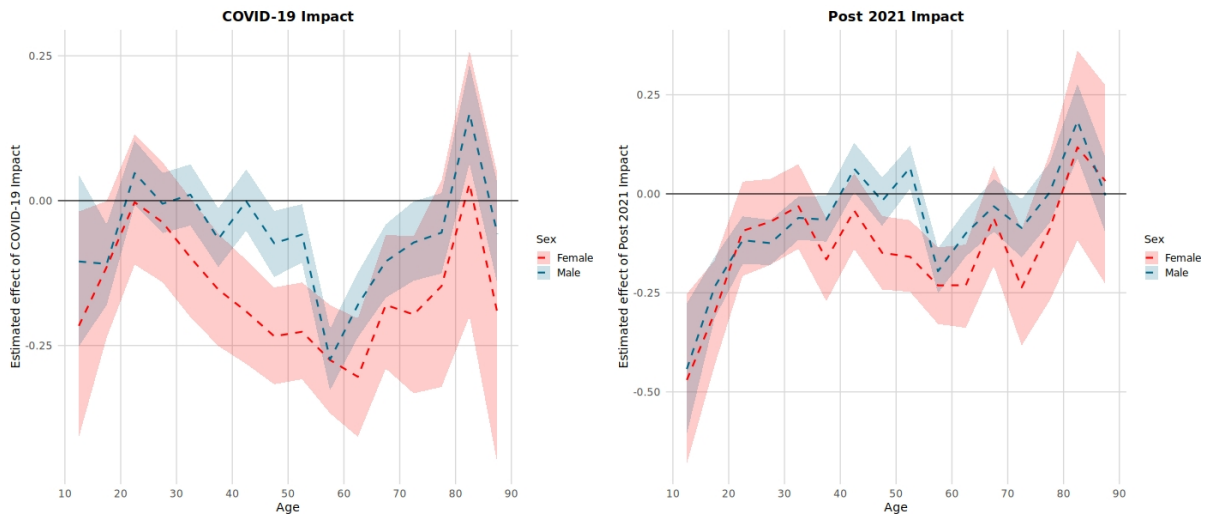 COVID-19 Impact
Estimated effect of COVID-19 Impact
0.25
0.00
-0.25
10 20 30 40 50 60 70 80 90
Age
Sex
Female
Male
Post 2021 Impact
Estimated effect of Post 2021 Impact
0.25
0.00
-0.25
-0.50
10 20 30 40 50 60 70 80 90
Age
Sex
Female
Male